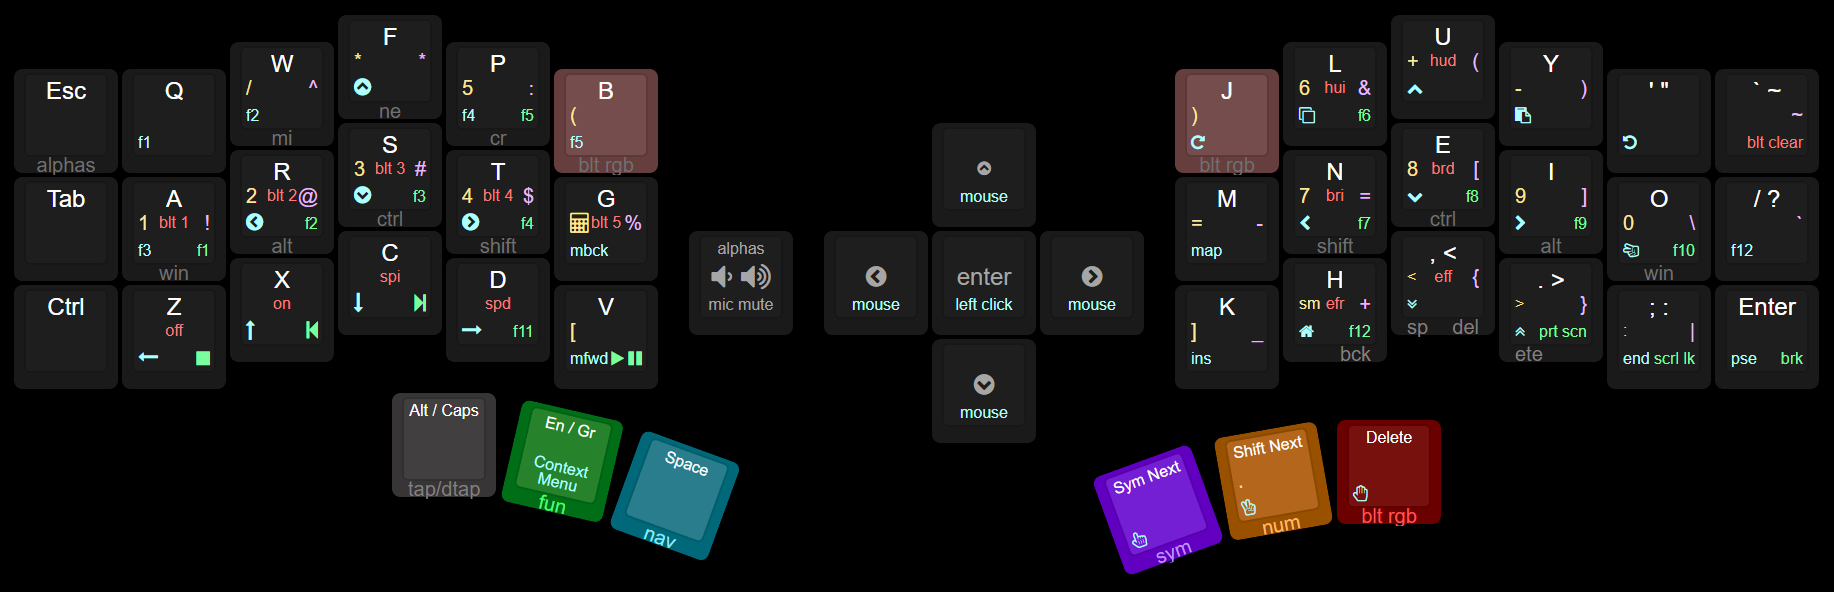 Esc
alphas
Q
f1
W
/ ^
f2
mi
F
* *
ne
P
5 :
f4 f5
cr
B
(
f5
blt rgb
J
)
blt rgb
L
6 hui &
f6
U
+ hud (
Y
- )
' "
` ~
~
blt clear
Tab
A
1 blt 1 !
f3 f1
win
R
2 blt 2 @
f2
alt
S
3 blt 3 #
f3
ctrl
T
4 blt 4 $
f4
shift
G
blt 5 %
mbck
mouse
M
= -
map
N
7 bri =
f7
shift
E
8 brd [
f8
ctrl
I
9 ]
f9
alt
O
0 \
f10
win
/ ?
`
f12
Ctrl
Z
off
X
on
C
spi
D
spd
f11
V
[
mfwd
alphas
mic mute
mouse
enter
left click
mouse
mouse
K
] _
ins
H
sm efr +
f12
bck
, <
< eff {
sp del
. >
> }
prt scn
ete
; :
: |
end scrl lk
Enter
pse brk
Alt / Caps
tap/dtap
En / Gr
Context
Menu
fun
Space
nav
Sym Next
sym
Shift Next
.
num
Delete
blt rgb